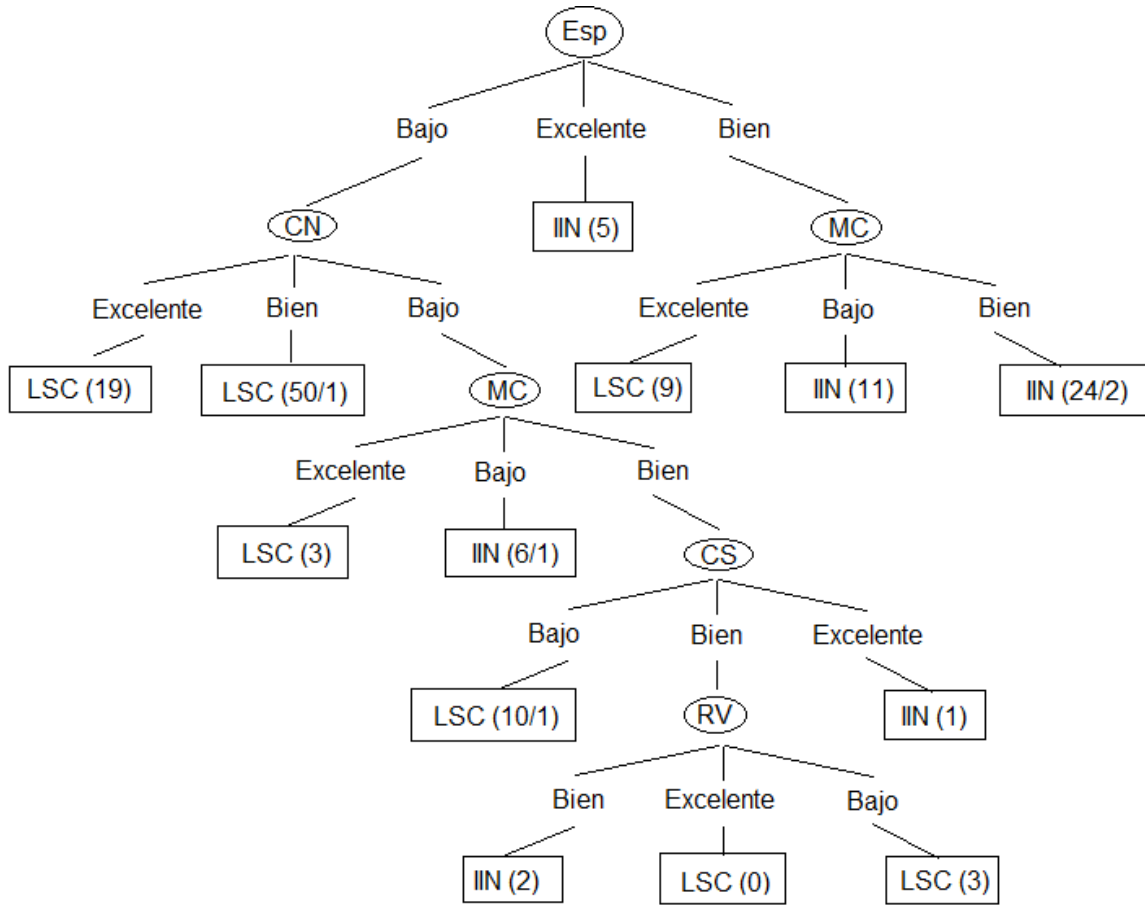 Esp
Bajo Excelente Bien
CN IIN (5) MC
Excelente Bien Bajo Excelente Bajo Bien
LSC (19) LSC (50/1) MC LSC (9) IIN (11) IIN (24/2)
Excelente Bajo Bien
LSC (3) IIN (6/1) CS
Bajo Bien Excelente
LSC (10/1) RV IIN (1)
Bien Excelente Bajo
IIN (2) LSC (0) LSC (3)